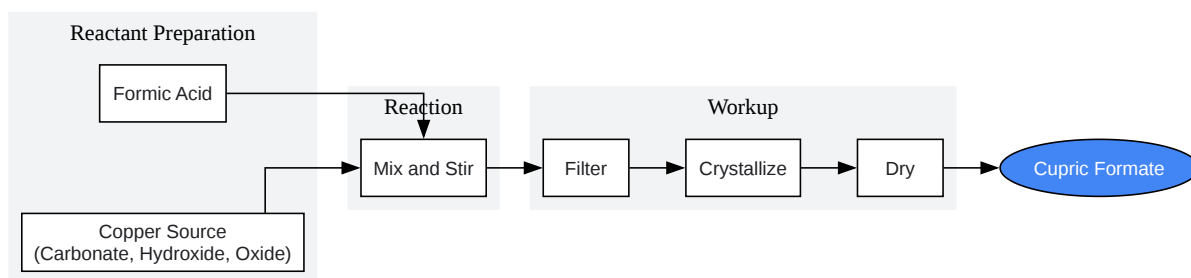 Reactant Preparation
Formic Acid
Copper Source
(Carbonate, Hydroxide, Oxide)
Reaction
Mix and Stir
Workup
Filter
Crystallize
Dry
Cupric Formate